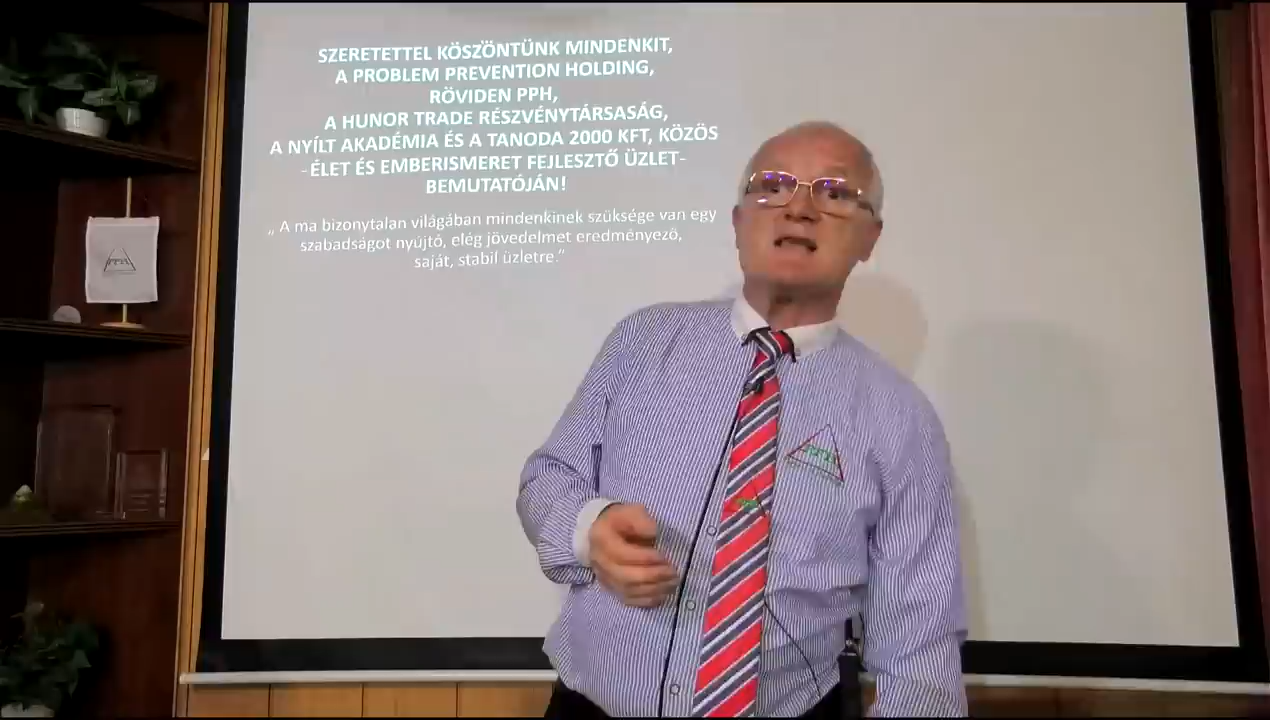 SZERETETTEL KÖSZÖNTÜNK MINDENKIT,
A PROBLEM PREVENTION HOLDING,
RÖVIDEN PPH,
A HUNOR TRADE RÉSZVÉNYTÁRSASÁG,
A NYÍLT AKADÉMIA ÉS A TANODA 2000 KFT, KÖZÖS
-ÉLET ÉS EMBERISMERET FEJLESZTŐ ÜZLET-
BEMUTATÓJÁN!
„ A ma bizonytalan világában mindenkinek szüksége van egy
szabadságot nyújtó, elég jövedelmet eredményező,
saját, stabil üzletre.”
PPH